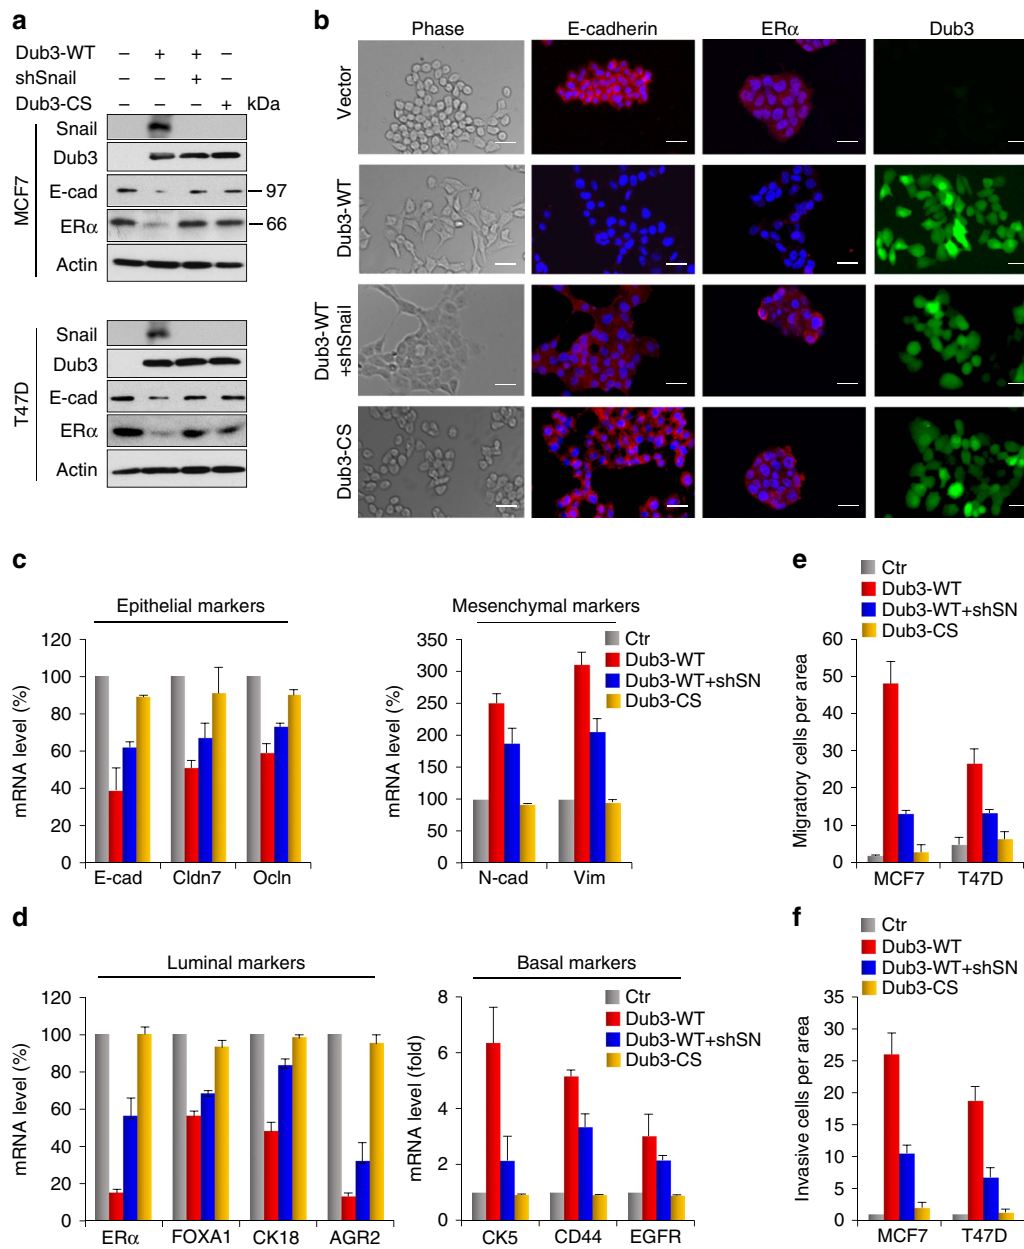 a
Dub3-WT – + + –
shSnail – – + –
Dub3-CS – – – + kDa
MCF7
Snail
Dub3
E-cad 97
ERα 66
Actin
T47D
Snail
Dub3
E-cad
ERα
Actin
b
Phase E-cadherin ERα Dub3
Vector
Dub3-WT
Dub3-WT
+shSnail
Dub3-CS
c
Epithelial markers
mRNA level (%)
120
100
80
60
40
20
0
E-cad Cldn7 Ocln
Mesenchymal markers
Ctr
Dub3-WT
Dub3-WT+shSN
Dub3-CS
mRNA level (%)
350
300
250
200
150
100
50
0
N-cad Vim
e
Ctr
Dub3-WT
Dub3-WT+shSN
Dub3-CS
Migratory cells per area
60
50
40
30
20
10
0
MCF7 T47D
d
Luminal markers
mRNA level (%)
120
100
80
60
40
20
0
ERα FOXA1 CK18 AGR2
Basal markers
Ctr
Dub3-WT
Dub3-WT+shSN
Dub3-CS
mRNA level (fold)
8
6
4
2
0
CK5 CD44 EGFR
f
Ctr
Dub3-WT
Dub3-WT+shSN
Dub3-CS
Invasive cells per area
35
30
25
20
15
10
5
0
MCF7 T47D